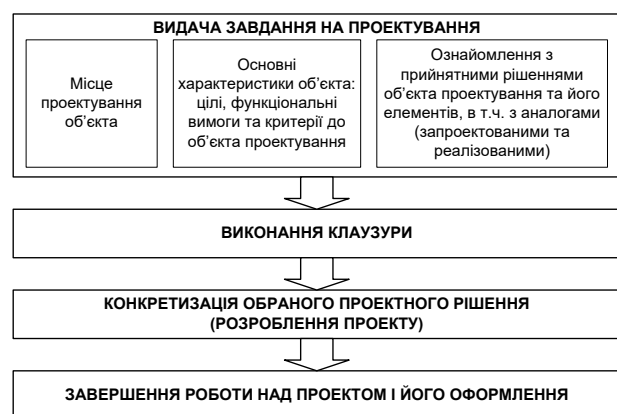 ВИДАЧА ЗАВДАННЯ НА ПРОЕКТУВАННЯ
Місце
проектування
об’єкта
Основні
характеристики об’єкта:
цілі, функціональні
вимоги та критерії до
об’єкта проектування
Ознайомлення з
прийнятними рішеннями
об’єкта проектування та його
елементів, в т.ч. з аналогами
(запроектованими та
реалізованими)
ВИКОНАННЯ КЛАУЗУРИ
КОНКРЕТИЗАЦІЯ ОБРАНОГО ПРОЕКТНОГО РІШЕННЯ
(РОЗРОБЛЕННЯ ПРОЕКТУ)
ЗАВЕРШЕННЯ РОБОТИ НАД ПРОЕКТОМ І ЙОГО ОФОРМЛЕННЯ